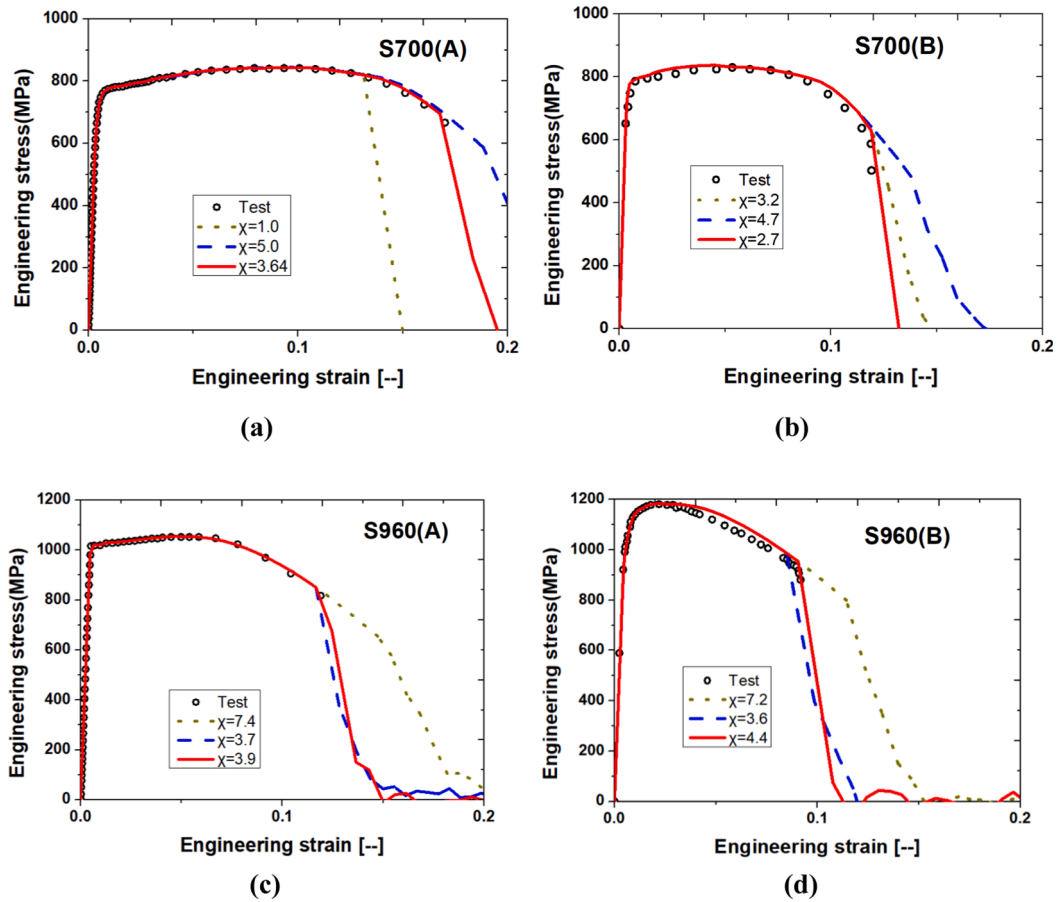 S700(A)
Engineering stress(MPa)
1000
800
600
400
200
0
Test
χ=1.0
χ=5.0
χ=3.64
0.0
0.1
0.2
Engineering strain [--]
(a)
S700(B)
Engineering stress(MPa)
1000
800
600
400
200
0
Test
χ=3.2
χ=4.7
χ=2.7
0.0
0.1
0.2
Engineering strain [--]
(b)
S960(A)
Engineering stress(MPa)
1200
1000
800
600
400
200
0
Test
χ=7.4
χ=3.7
χ=3.9
0.0
0.1
0.2
Engineering strain [--]
(c)
S960(B)
Engineering stress(MPa)
1200
1000
800
600
400
200
0
Test
χ=7.2
χ=3.6
χ=4.4
0.0
0.1
0.2
Engineering strain [--]
(d)